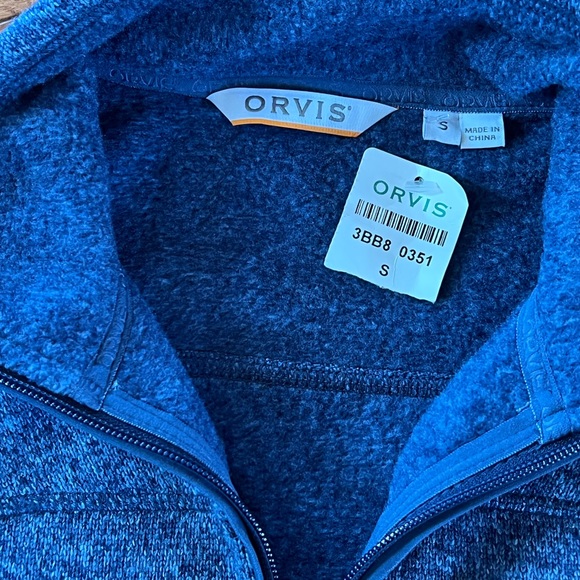 ORVIS®
S
MADE IN
CHINA
ORVIS®
3BB8 0351
S